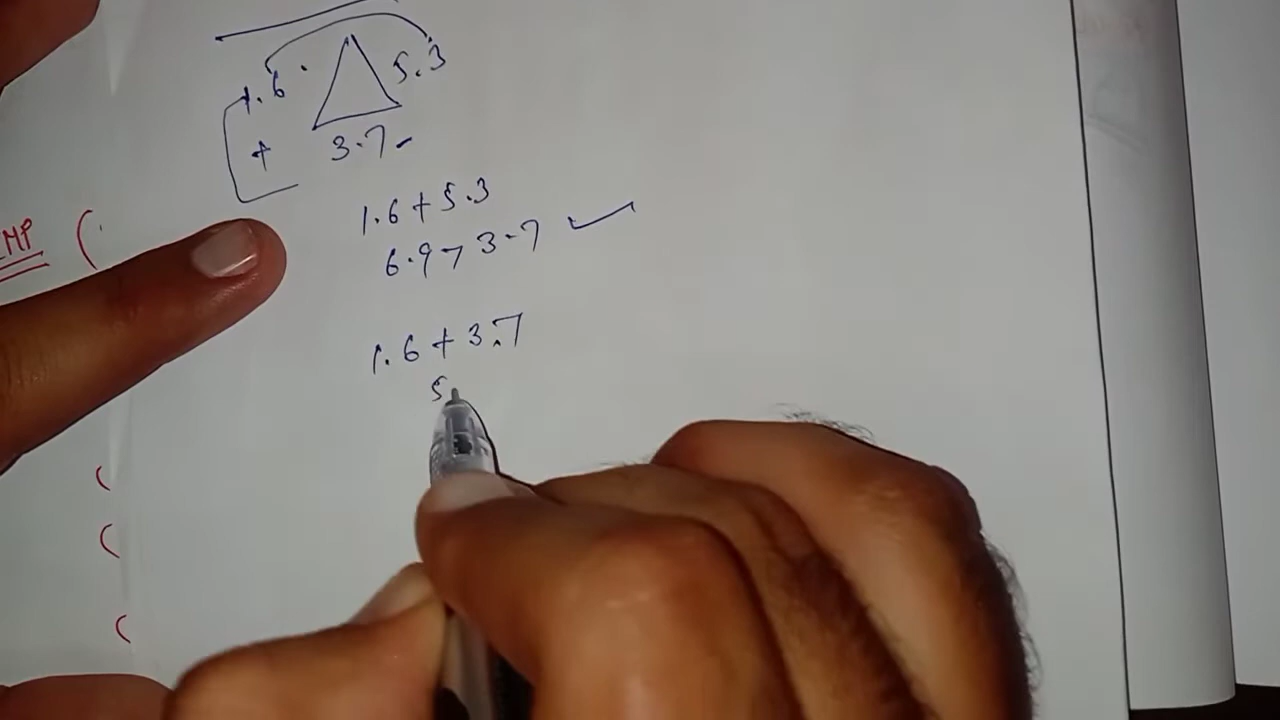 1.6 5.3
+ 3.7
1.6 + 5.3
6.9 > 3.7 ✓
IMP (
1.6 + 3.7
5
(
(
(